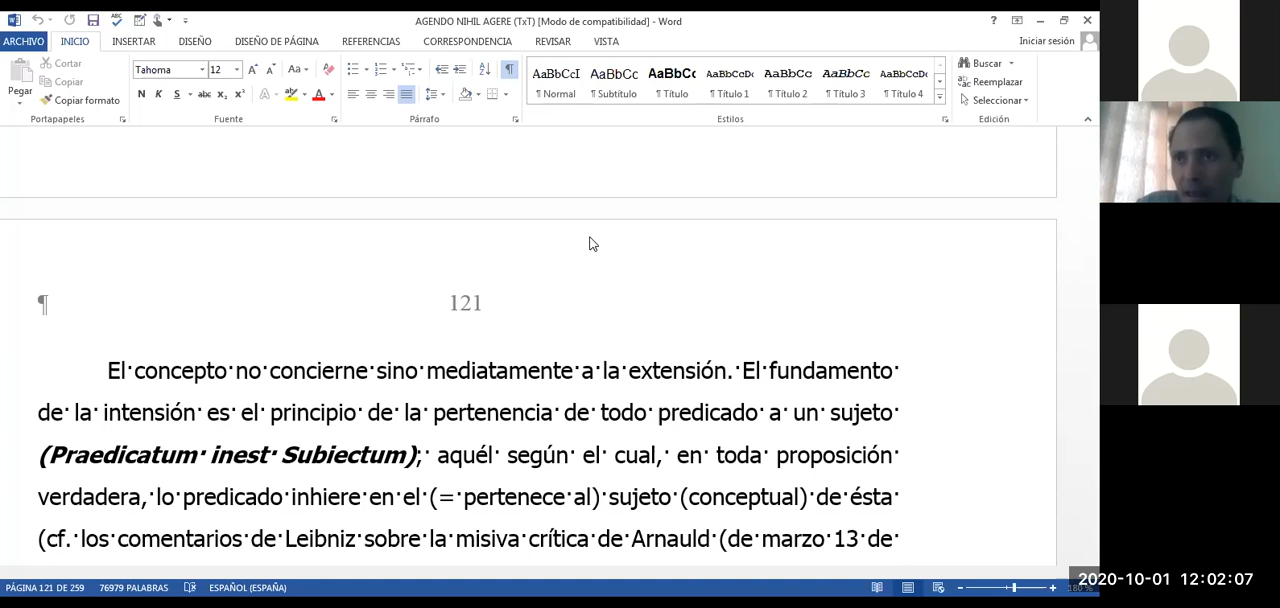 AGENDO NIHIL AGERE (TxT) [Modo de compatibilidad] - Word
?
ARCHIVO INICIO INSERTAR DISEÑO DISEÑO DE PÁGINA REFERENCIAS CORRESPONDENCIA REVISAR VISTA Iniciar sesión
Pegar
Cortar
Copiar
Copiar formato
Portapapeles
Tahoma 12
N K S abc x₂ x²
Fuente
Párrafo
AaBbCcI AaBbCc AaBbCc AaBbCcDc AaBbCc AaBbCc AaBbCcDc
¶ Normal ¶ Subtítulo ¶ Título ¶ Título 1 ¶ Título 2 ¶ Título 3 ¶ Título 4
Estilos
Buscar
Reemplazar
Seleccionar
Edición
¶ 121
El·concepto·no·concierne·sino·mediatamente·a·la·extensión.·El·fundamento·
de·la·intensión·es·el·principio·de·la·pertenencia·de·todo·predicado·a·un·sujeto·
(Praedicatum·inest·Subiectum);·aquél·según·el·cual,·en·toda·proposición·
verdadera,·lo·predicado·inhiere·en·el·(=·pertenece·al)·sujeto·(conceptual)·de·ésta·
(cf.·los·comentarios·de·Leibniz·sobre·la·misiva·crítica·de·Arnauld·(de·marzo·13·de·
PÁGINA 121 DE 259 76979 PALABRAS ESPAÑOL (ESPAÑA) 180 %
2020-10-01 12:02:07